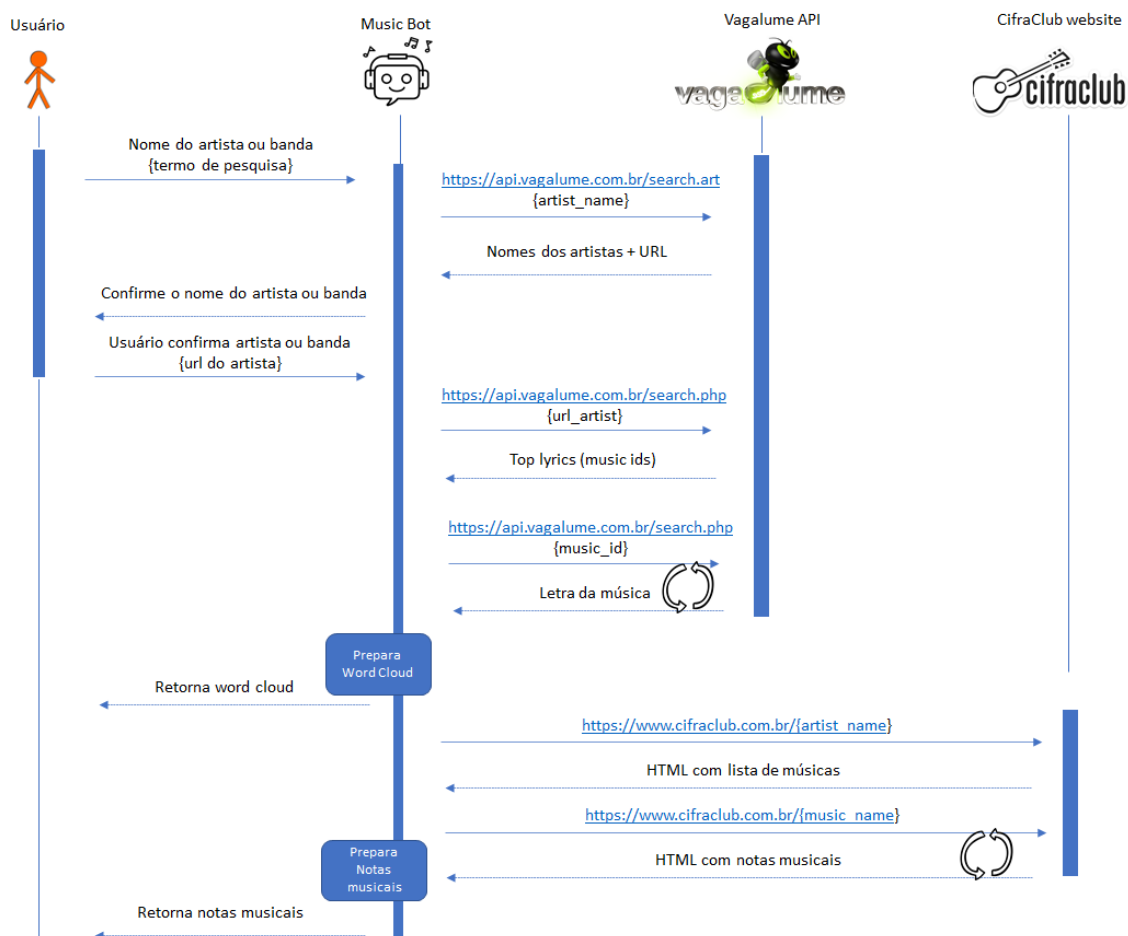 Usuário
Music Bot
Vagalume API
CifraClub website
vagalume
cifraclub
Nome do artista ou banda
{termo de pesquisa}
https://api.vagalume.com.br/search.art
{artist_name}
Nomes dos artistas + URL
Confirme o nome do artista ou banda
Usuário confirma artista ou banda
{url do artista}
https://api.vagalume.com.br/search.php
{url_artist}
Top lyrics (music ids)
https://api.vagalume.com.br/search.php
{music_id}
Letra da música
Prepara
Word Cloud
Retorna word cloud
https://www.cifraclub.com.br/{artist_name}
HTML com lista de músicas
https://www.cifraclub.com.br/{music_name}
Prepara
Notas
musicais
HTML com notas musicais
Retorna notas musicais